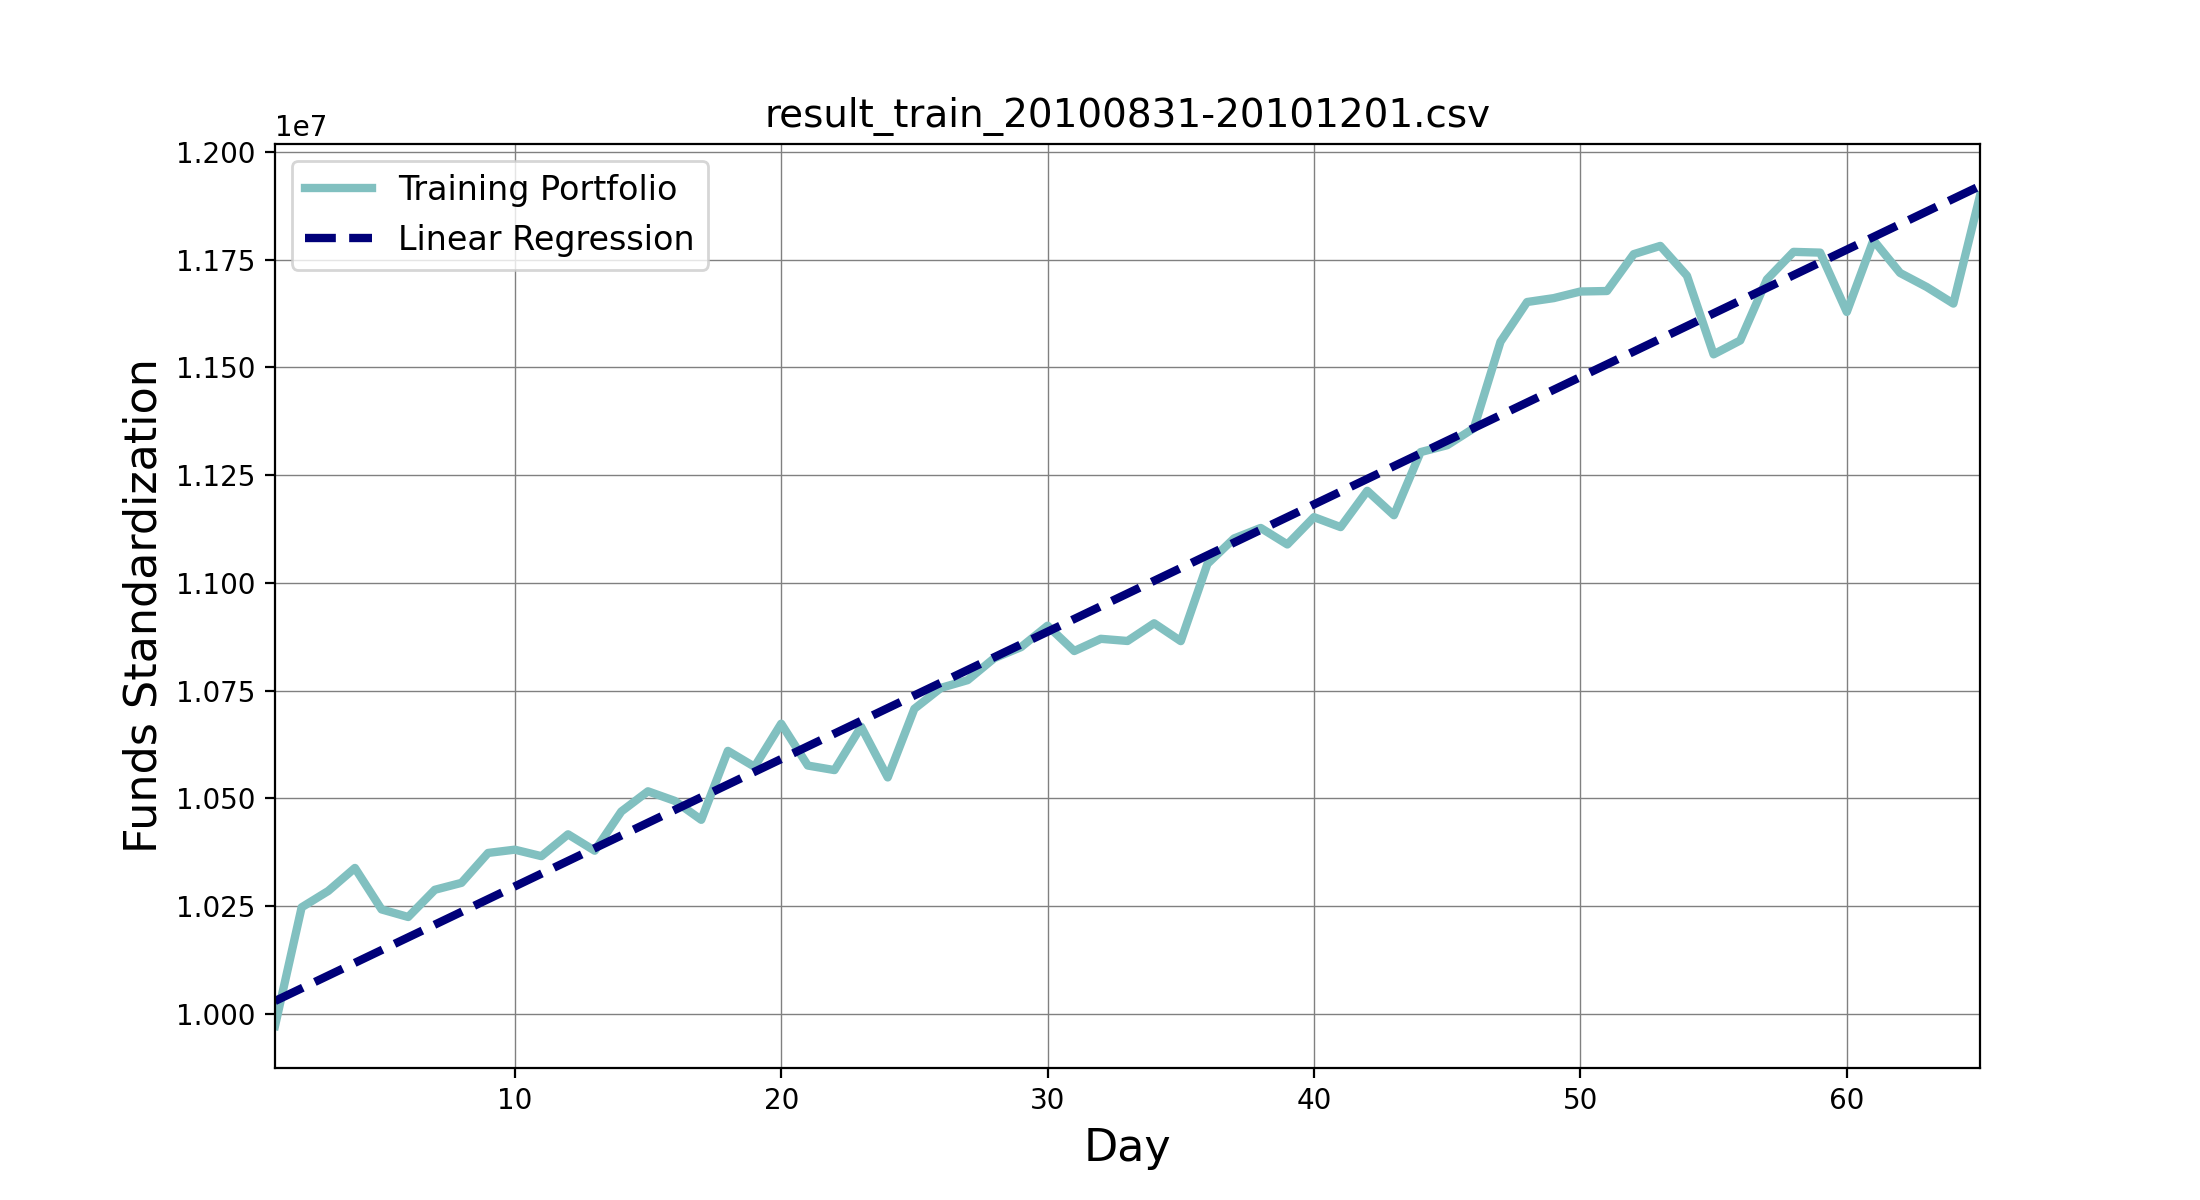 result_train_20100831-20101201.csv
1e7
1.200
1.175
1.150
1.125
1.100
1.075
1.050
1.025
1.000
Funds Standardization
Training Portfolio
Linear Regression
10 20 30 40 50 60
Day